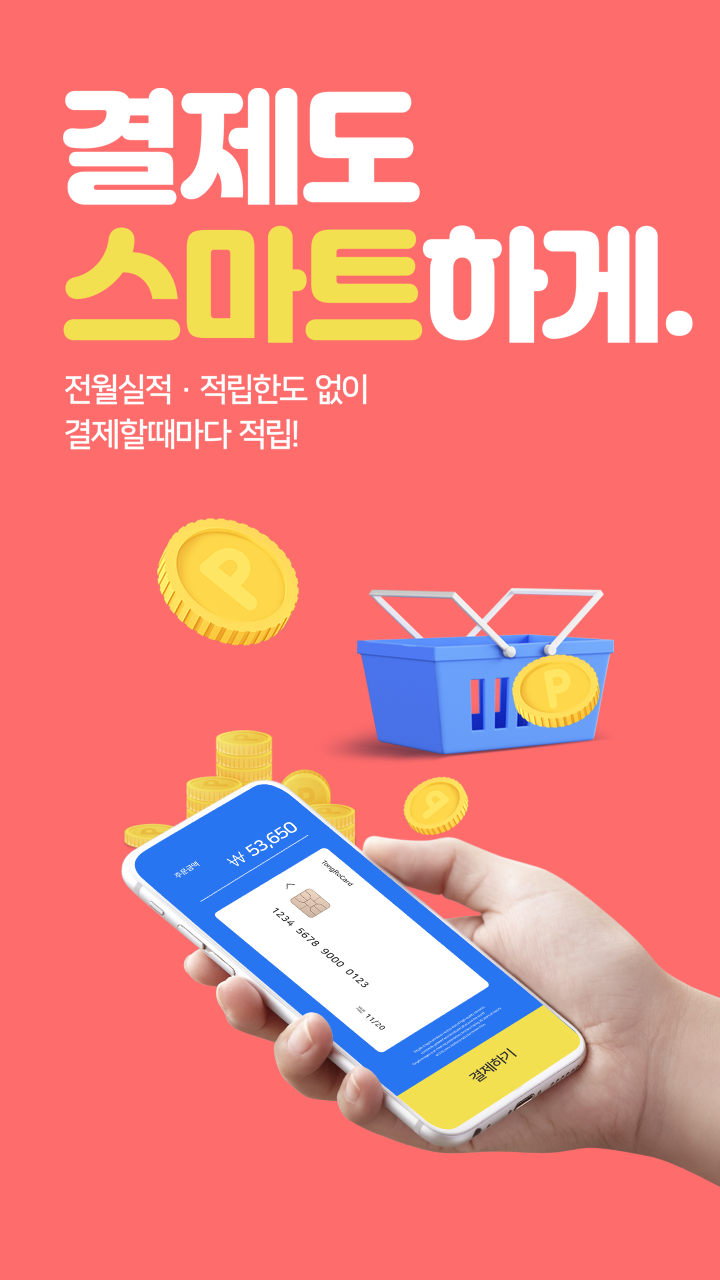 결제도
스마트하게.
전월실적 · 적립한도 없이
결제할때마다 적립!
P
P
P
P
주문금액
₩ 53,650
TongRoCard
1234 5678 9000 0123
11/20
결제하기